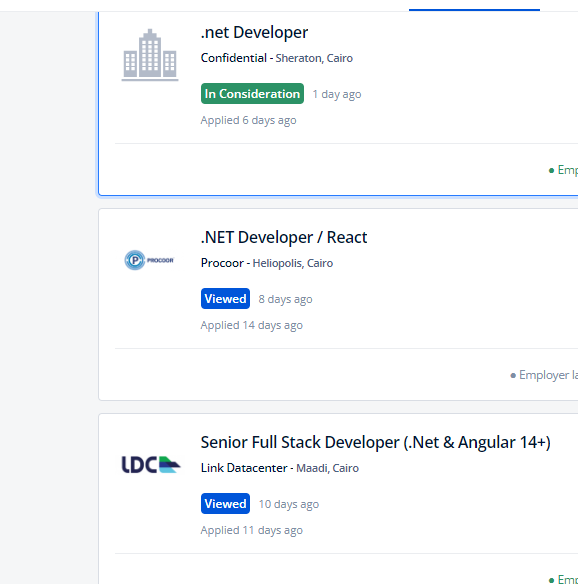 .net Developer
Confidential - Sheraton, Cairo
In Consideration 1 day ago
Applied 6 days ago
● Emp
.NET Developer / React
P PROCOOR
Procoor - Heliopolis, Cairo
Viewed 8 days ago
Applied 14 days ago
● Employer la
Senior Full Stack Developer (.Net & Angular 14+)
LDC
Link Datacenter - Maadi, Cairo
Viewed 10 days ago
Applied 11 days ago
● Emp